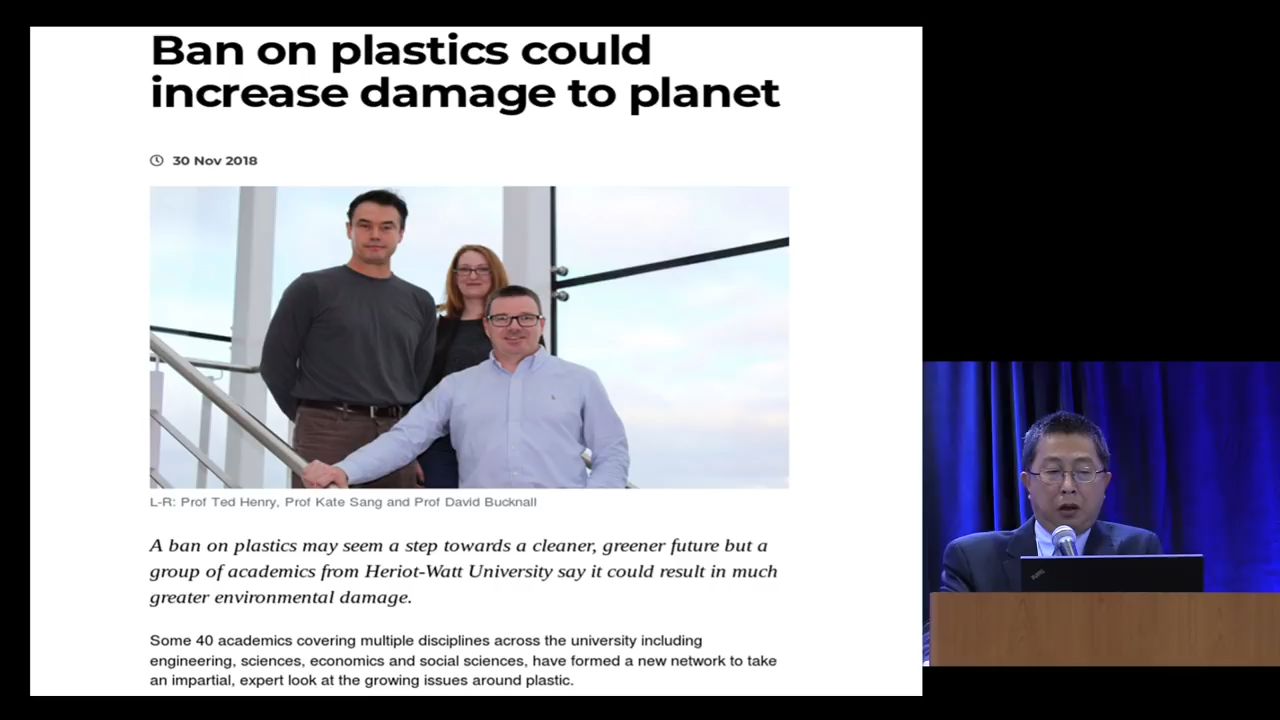 Ban on plastics could
increase damage to planet
30 Nov 2018
L-R: Prof Ted Henry, Prof Kate Sang and Prof David Bucknall
A ban on plastics may seem a step towards a cleaner, greener future but a
group of academics from Heriot-Watt University say it could result in much
greater environmental damage.
Some 40 academics covering multiple disciplines across the university including
engineering, sciences, economics and social sciences, have formed a new network to take
an impartial, expert look at the growing issues around plastic.